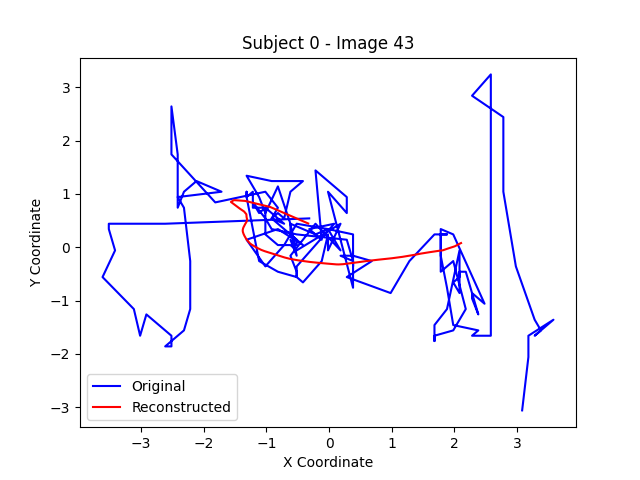 Subject 0 - Image 43
Y Coordinate
3
2
1
0
−1
−2
−3
Original
Reconstructed
−3
−2
−1
0
1
2
3
X Coordinate